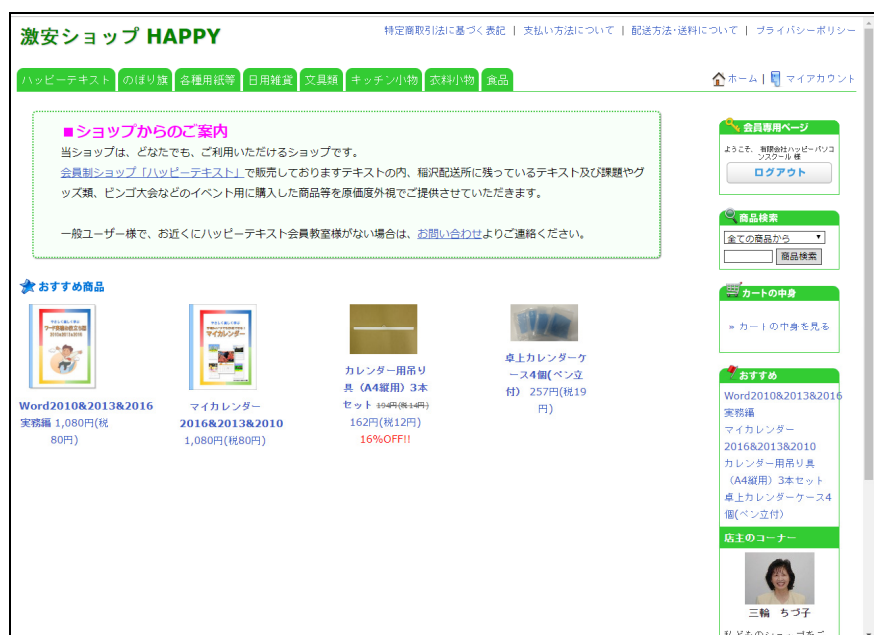 激安ショップ HAPPY
特定商取引法に基づく表記 | 支払い方法について | 配送方法･送料について | プライバシーポリシー
ハッピーテキスト のぼり旗 各種用紙等 日用雑貨 文具類 キッチン小物 衣料小物 食品
ホーム | マイアカウント
■ショップからのご案内
当ショップは、どなたでも、ご利用いただけるショップです。
会員制ショップ「ハッピーテキスト」で販売しておりますテキストの内、稲沢配送所に残っているテキスト及び課題やグ
ッズ類、ビンゴ大会などのイベント用に購入した商品等を原価度外視でご提供させていただきます。
一般ユーザー様で、お近くにハッピーテキスト会員教室様がない場合は、お問い合わせよりご連絡ください。
おすすめ商品
マイカレンダー
Word2010&2013&2016
実務編 1,080円(税
80円)
マイカレンダー
2016&2013&2010
1,080円(税80円)
カレンダー用吊り
具（A4縦用）3本
セット 194円(税14円)
162円(税12円)
16%OFF!!
卓上カレンダーケ
ース4個(ペン立
付） 257円(税19
円)
会員専用ページ
ようこそ、 有限会社ハッピーパソコ
ンスクール 様
ログアウト
商品検索
全ての商品から
商品検索
カートの中身
» カートの中身を見る
おすすめ
Word2010&2013&2016
実務編
マイカレンダー
2016&2013&2010
カレンダー用吊り具
（A4縦用）3本セット
卓上カレンダーケース4
個(ペン立付）
店主のコーナー
三輪 ちづ子